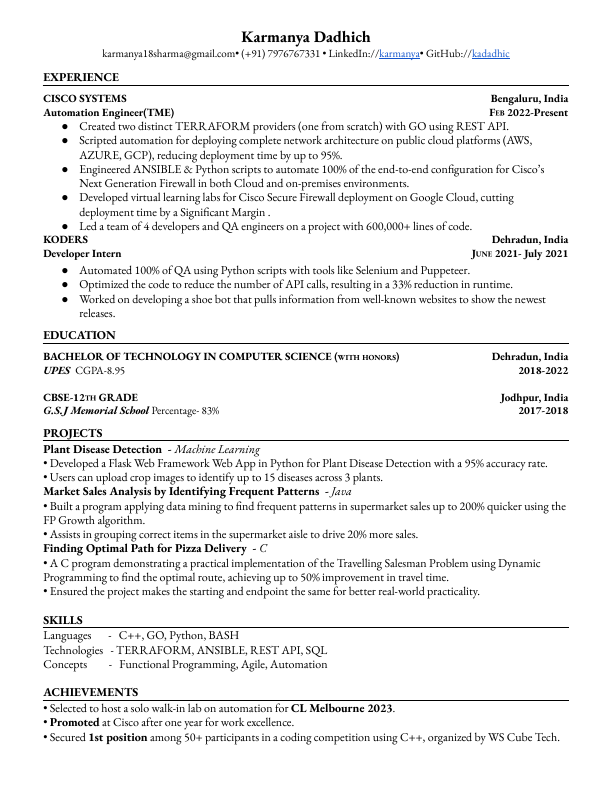 Karmanya Dadhich
karmanya18sharma@gmail.com• (+91) 7976767331 • LinkedIn://karmanya• GitHub://kadadhic
EXPERIENCE
CISCO SYSTEMS Bengaluru, India
Automation Engineer(TME) Feb 2022-Present
● Created two distinct TERRAFORM providers (one from scratch) with GO using REST API.
● Scripted automation for deploying complete network architecture on public cloud platforms (AWS,
AZURE, GCP), reducing deployment time by up to 95%.
● Engineered ANSIBLE & Python scripts to automate 100% of the end-to-end configuration for Cisco's
Next Generation Firewall in both Cloud and on-premises environments.
● Developed virtual learning labs for Cisco Secure Firewall deployment on Google Cloud, cutting
deployment time by a Significant Margin .
● Led a team of 4 developers and QA engineers on a project with 600,000+ lines of code.
KODERS Dehradun, India
Developer Intern June 2021- July 2021
● Automated 100% of QA using Python scripts with tools like Selenium and Puppeteer.
● Optimized the code to reduce the number of API calls, resulting in a 33% reduction in runtime.
● Worked on developing a shoe bot that pulls information from well-known websites to show the newest
releases.
EDUCATION
BACHELOR OF TECHNOLOGY IN COMPUTER SCIENCE (with honors) Dehradun, India
UPES CGPA-8.95 2018-2022
CBSE-12th GRADE Jodhpur, India
G.S.J Memorial School Percentage- 83% 2017-2018
PROJECTS
Plant Disease Detection - Machine Learning
• Developed a Flask Web Framework Web App in Python for Plant Disease Detection with a 95% accuracy rate.
• Users can upload crop images to identify up to 15 diseases across 3 plants.
Market Sales Analysis by Identifying Frequent Patterns - Java
• Built a program applying data mining to find frequent patterns in supermarket sales up to 200% quicker using the
FP Growth algorithm.
• Assists in grouping correct items in the supermarket aisle to drive 20% more sales.
Finding Optimal Path for Pizza Delivery - C
• A C program demonstrating a practical implementation of the Travelling Salesman Problem using Dynamic
Programming to find the optimal route, achieving up to 50% improvement in travel time.
• Ensured the project makes the starting and endpoint the same for better real-world practicality.
SKILLS
Languages - C++, GO, Python, BASH
Technologies - TERRAFORM, ANSIBLE, REST API, SQL
Concepts - Functional Programming, Agile, Automation
ACHIEVEMENTS
• Selected to host a solo walk-in lab on automation for CL Melbourne 2023.
• Promoted at Cisco after one year for work excellence.
• Secured 1st position among 50+ participants in a coding competition using C++, organized by WS Cube Tech.